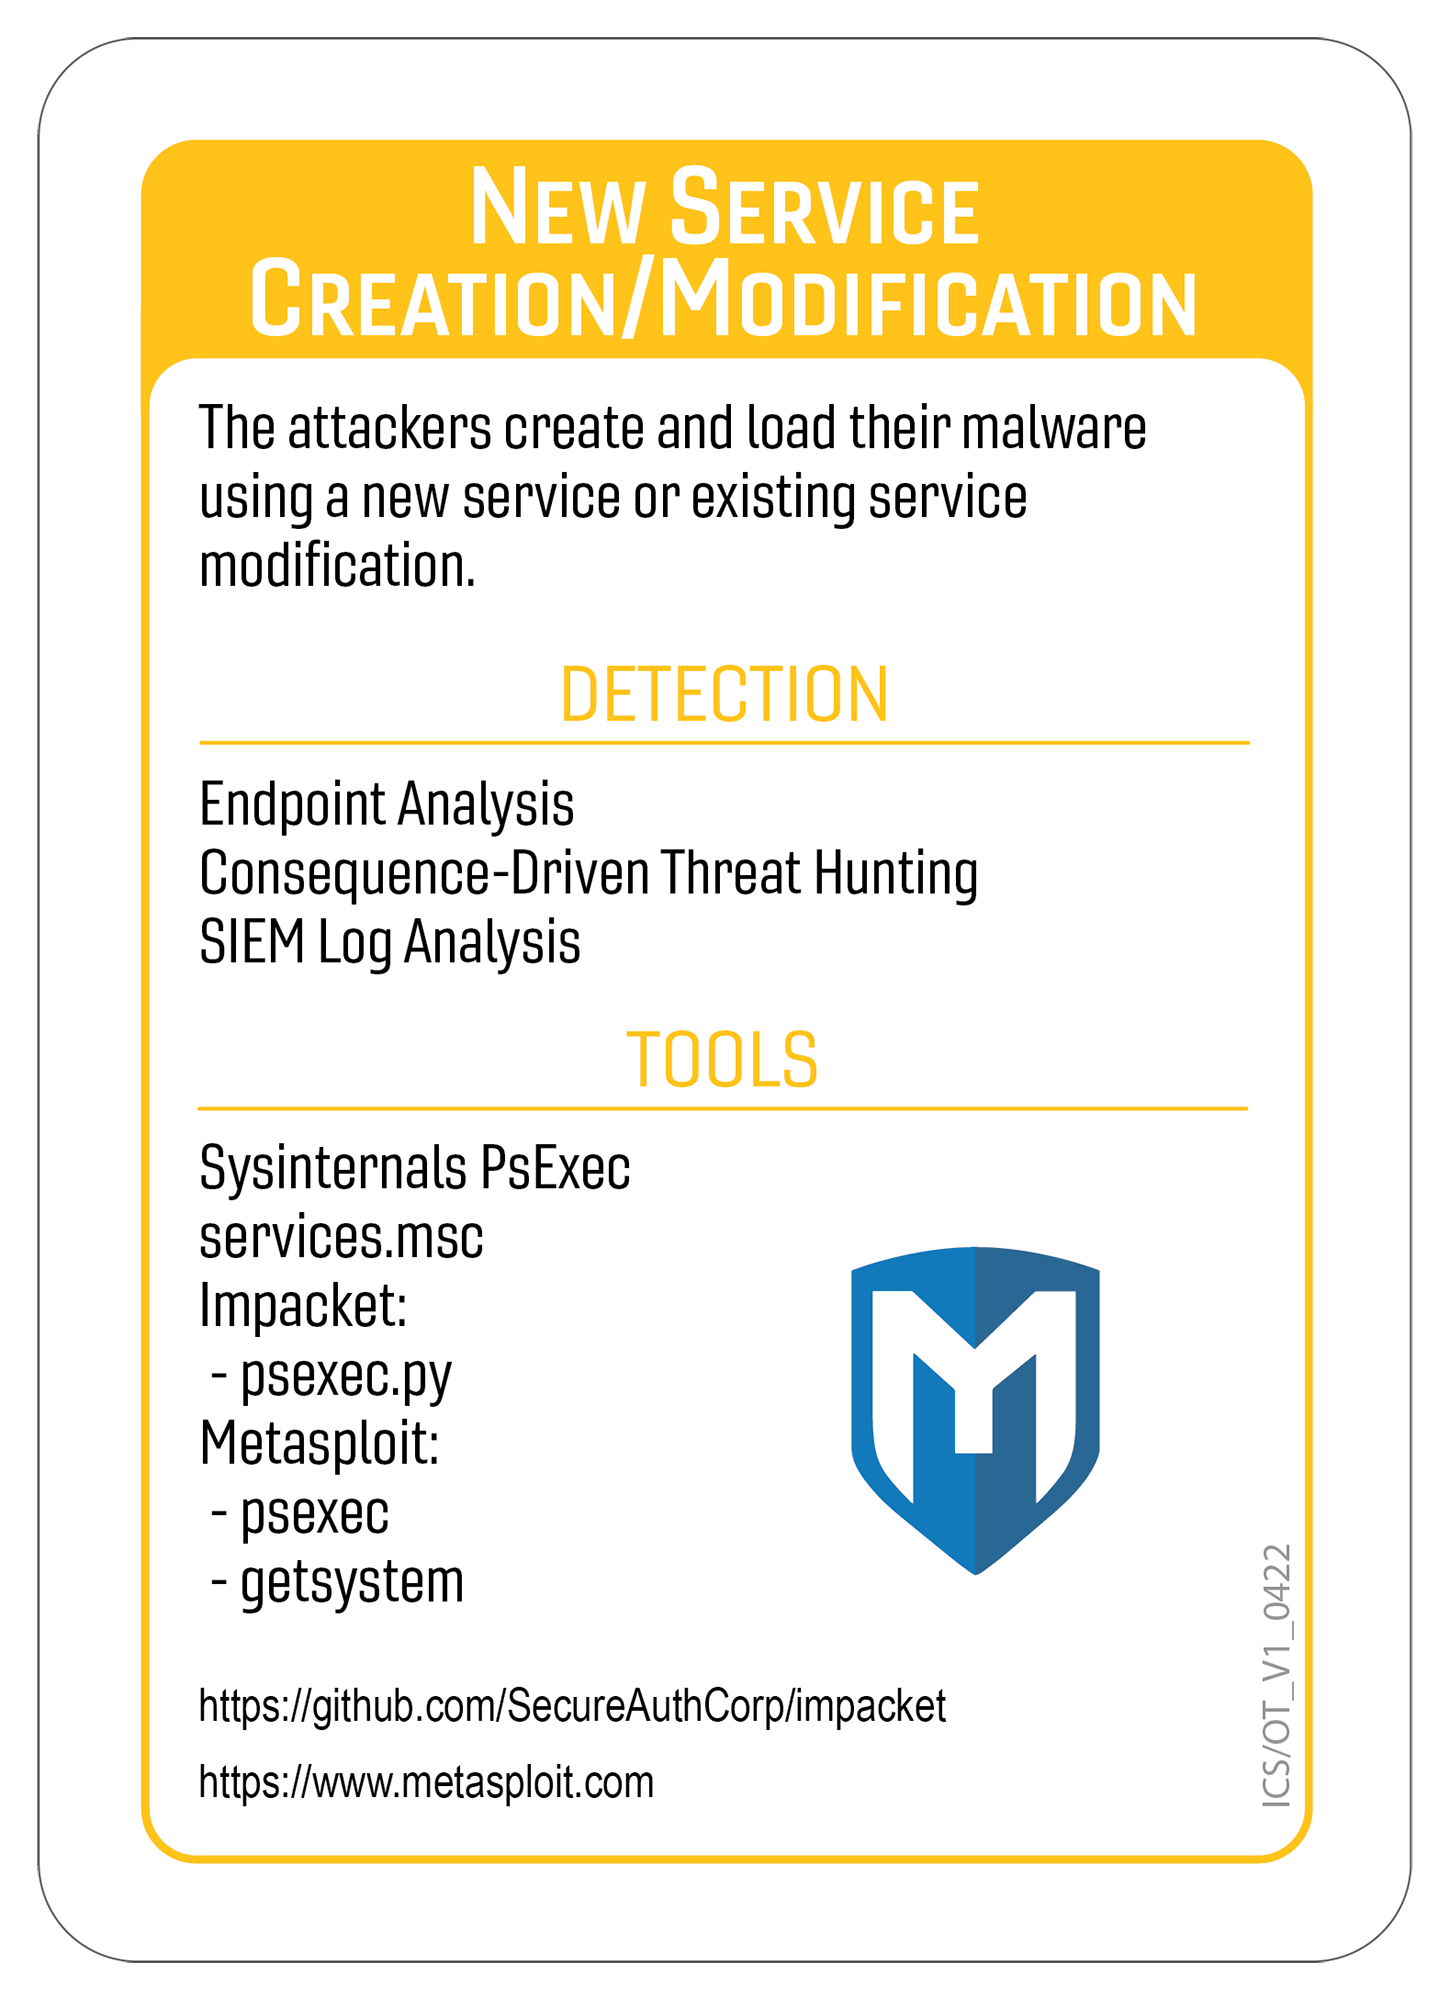 NEW SERVICE
CREATION/MODIFICATION
The attackers create and load their malware
using a new service or existing service
modification.
DETECTION
Endpoint Analysis
Consequence-Driven Threat Hunting
SIEM Log Analysis
TOOLS
Sysinternals PsExec
services.msc
Impacket:
- psexec.py
Metasploit:
- psexec
- getsystem
https://github.com/SecureAuthCorp/impacket
https://www.metasploit.com
ICS/OT_V1_0422